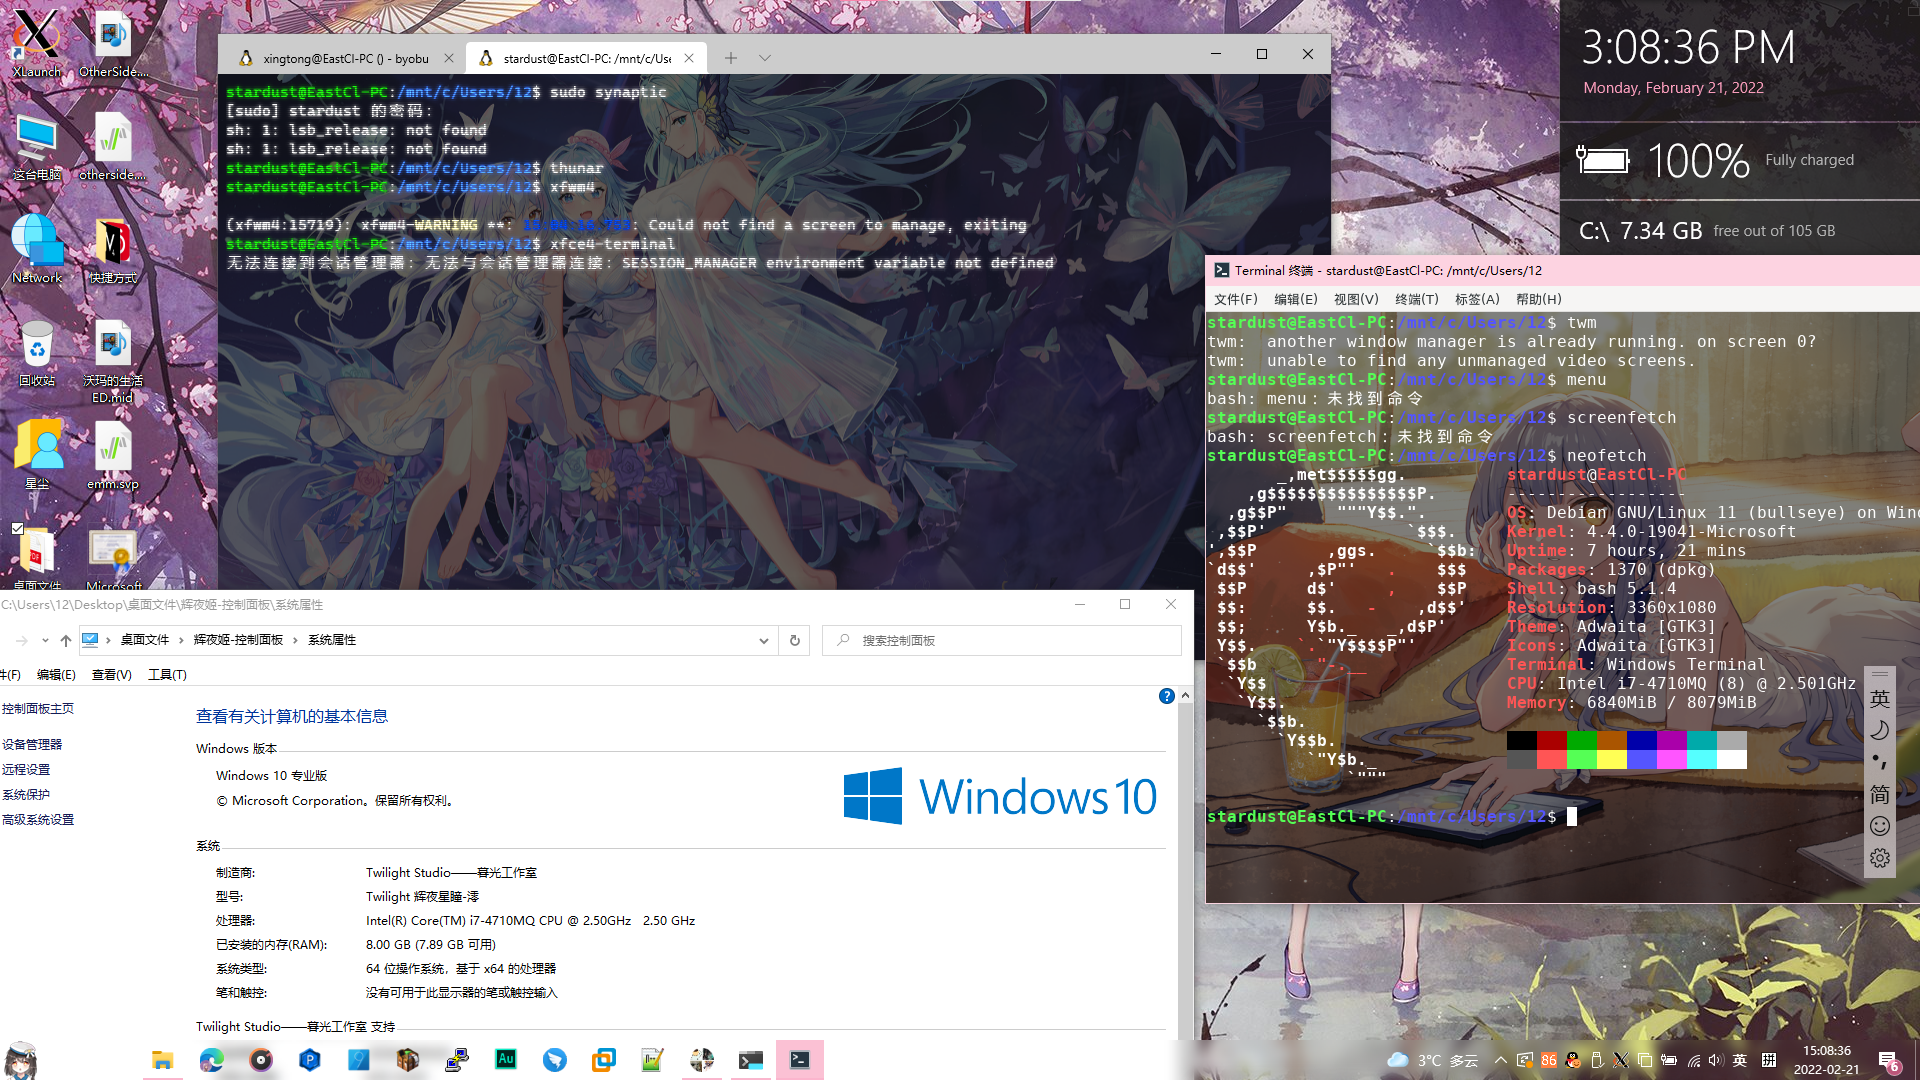 XLaunch
OtherSide....
这台电脑
otherside....
Network
快捷方式
回收站
沃玛的生活
ED.mid
星尘
emm.svp
桌面文件
Microsoft
xingtong@EastCl-PC () - byobu
stardust@EastCl-PC: /mnt/c/Use
stardust@EastCl-PC:/mnt/c/Users/12$ sudo synaptic
[sudo] stardust 的密码：
sh: 1: lsb_release: not found
sh: 1: lsb_release: not found
stardust@EastCl-PC:/mnt/c/Users/12$ thunar
stardust@EastCl-PC:/mnt/c/Users/12$ xfwm4
(xfwm4:15719): xfwm4-WARNING **: : Could not find a screen to manage, exiting
stardust@EastCl-PC:/mnt/c/Users/12$ xfce4-terminal
无法连接到会话管理器：无法与会话管理器连接：SESSION_MANAGER environment variable not defined
3:08:36 PM
Monday, February 21, 2022
100% Fully charged
C:\ 7.34 GB free out of 105 GB
Terminal 终端 - stardust@EastCl-PC: /mnt/c/Users/12
文件(F) 编辑(E) 视图(V) 终端(T) 标签(A) 帮助(H)
stardust@EastCl-PC:/mnt/c/Users/12$ twm
twm:  another window manager is already running. on screen 0?
twm:  unable to find any unmanaged video screens.
stardust@EastCl-PC:/mnt/c/Users/12$ menu
bash: menu：未找到命令
stardust@EastCl-PC:/mnt/c/Users/12$ screenfetch
bash: screenfetch：未找到命令
stardust@EastCl-PC:/mnt/c/Users/12$ neofetch
       _,met$$$$$gg.          stardust@EastCl-PC
    ,g$$$$$$$$$$$$$$$P.       ------------------
  ,g$$P"     """Y$$.".        OS: Debian GNU/Linux 11 (bullseye) on Wind
 ,$$P'              `$$$.     Kernel: 4.4.0-19041-Microsoft
',$$P       ,ggs.     `$$b:   Uptime: 7 hours, 21 mins
`d$$'     ,$P"'   .    $$$    Packages: 1370 (dpkg)
 $$P      d$'     ,    $$P    Shell: bash 5.1.4
 $$:      $$.   -    ,d$$'    Resolution: 3360x1080
 $$;      Y$b._   _,d$P'      Theme: Adwaita [GTK3]
 Y$$.    `.`"Y$$$$P"'         Icons: Adwaita [GTK3]
 `$$b      "-.__              Terminal: Windows Terminal
  `Y$$                        CPU: Intel i7-4710MQ (8) @ 2.501GHz
   `Y$$.                      Memory: 6840MiB / 8079MiB
     `$$b.
       `Y$$b.
          `"Y$b._
              `"""
stardust@EastCl-PC:/mnt/c/Users/12$
英
简
C:\Users\12\Desktop\桌面文件\辉夜姬-控制面板\系统属性
桌面文件 辉夜姬-控制面板 系统属性
搜索控制面板
件(F) 编辑(E) 查看(V) 工具(T)
控制面板主页
设备管理器
远程设置
系统保护
高级系统设置
查看有关计算机的基本信息
Windows 版本
Windows 10 专业版
© Microsoft Corporation。保留所有权利。
Windows 10
系统
制造商: Twilight Studio——暮光工作室
型号: Twilight 辉夜星瞳-澪
处理器: Intel(R) Core(TM) i7-4710MQ CPU @ 2.50GHz 2.50 GHz
已安装的内存(RAM): 8.00 GB (7.89 GB 可用)
系统类型: 64 位操作系统，基于 x64 的处理器
笔和触控: 没有可用于此显示器的笔或触控输入
Twilight Studio——暮光工作室 支持
Au
3°C 多云
86
英
拼
15:08:36
2022-02-21
6